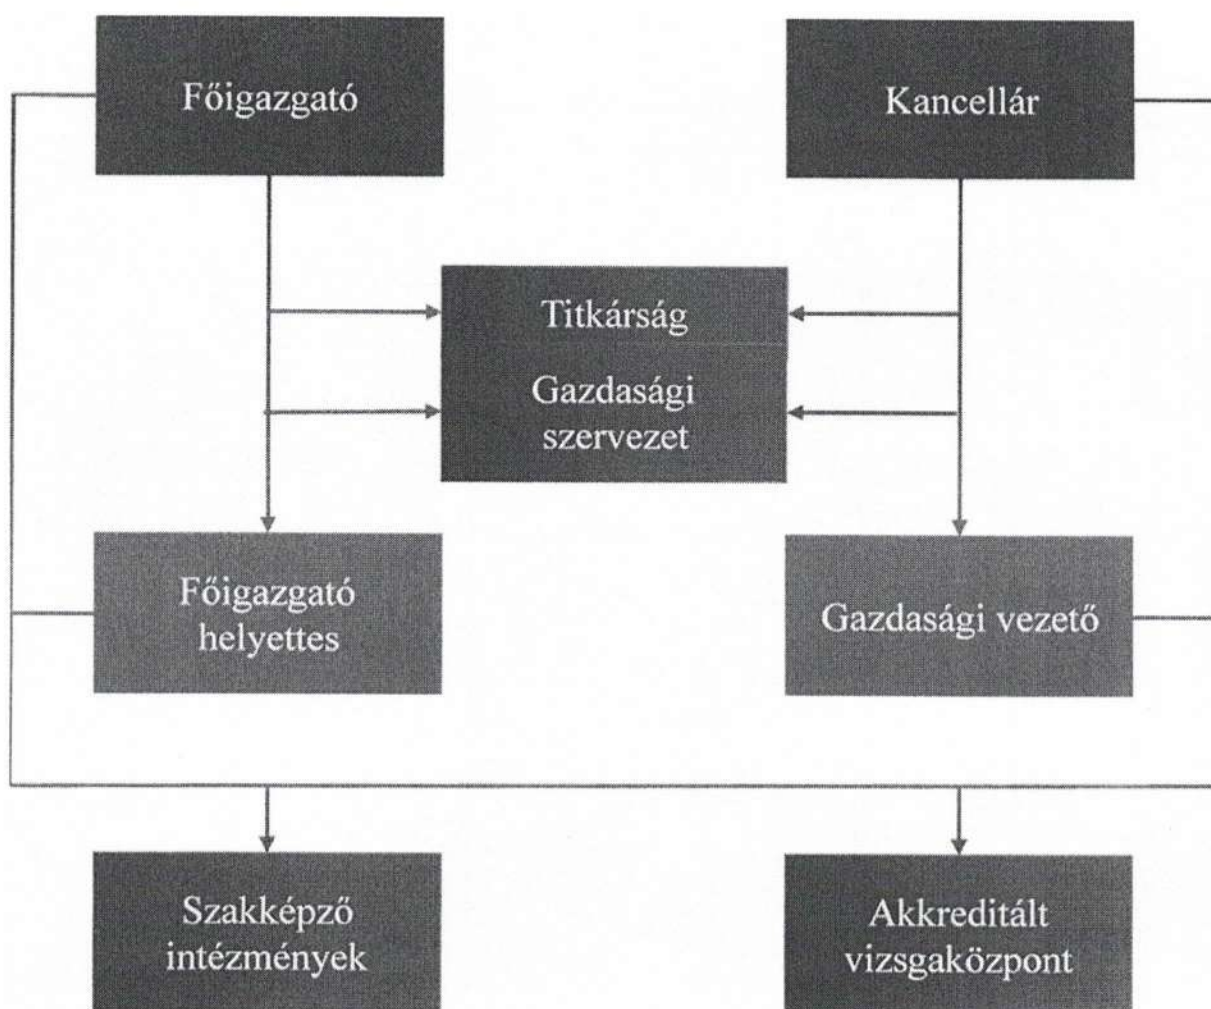 Főigazgató
Kancellár
Titkárság
Gazdasági
szervezet
Főigazgató
helyettes
Gazdasági vezető
Szakképző
intézmények
Akkreditált
vizsgaközpont